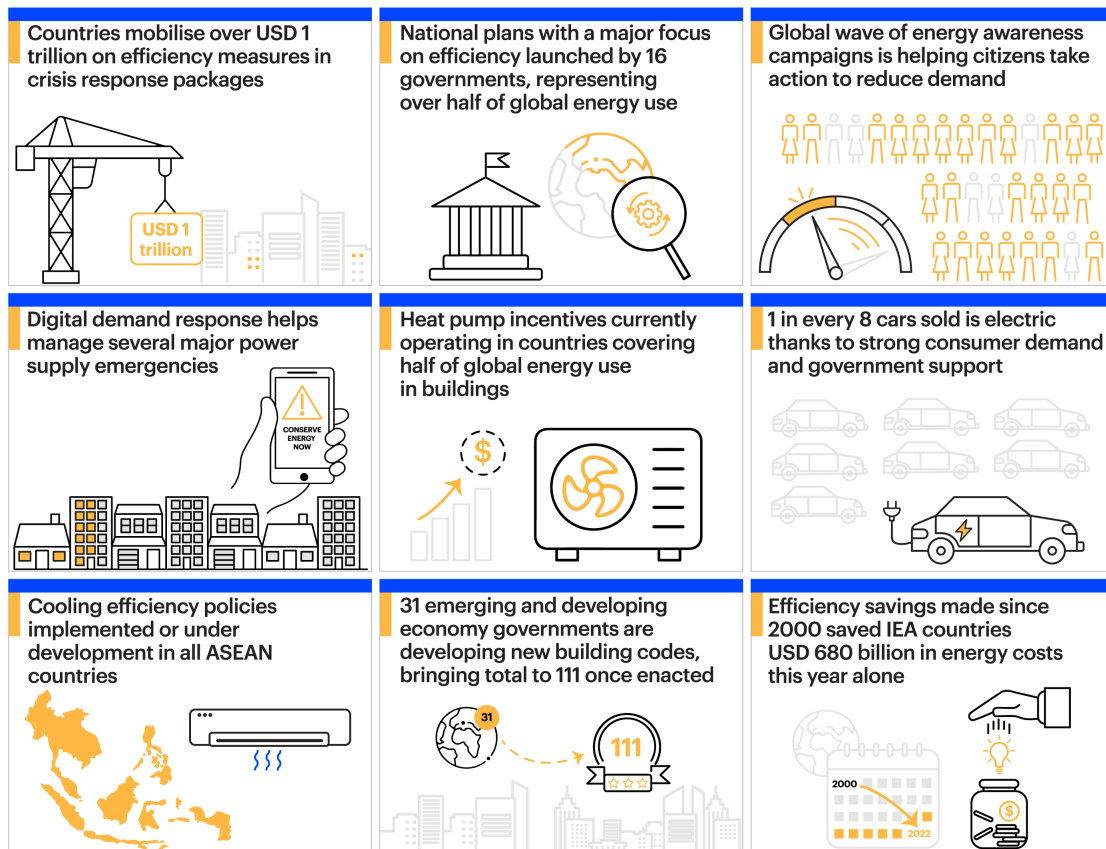 Countries mobilise over USD 1
trillion on efficiency measures in
crisis response packages
USD 1
trillion
National plans with a major focus
on efficiency launched by 16
governments, representing
over half of global energy use
Global wave of energy awareness
campaigns is helping citizens take
action to reduce demand
Digital demand response helps
manage several major power
supply emergencies
CONSERVE
ENERGY
NOW
Heat pump incentives currently
operating in countries covering
half of global energy use
in buildings
$
1 in every 8 cars sold is electric
thanks to strong consumer demand
and government support
Cooling efficiency policies
implemented or under
development in all ASEAN
countries
31 emerging and developing
economy governments are
developing new building codes,
bringing total to 111 once enacted
31
111
Efficiency savings made since
2000 saved IEA countries
USD 680 billion in energy costs
this year alone
2000
2022
$